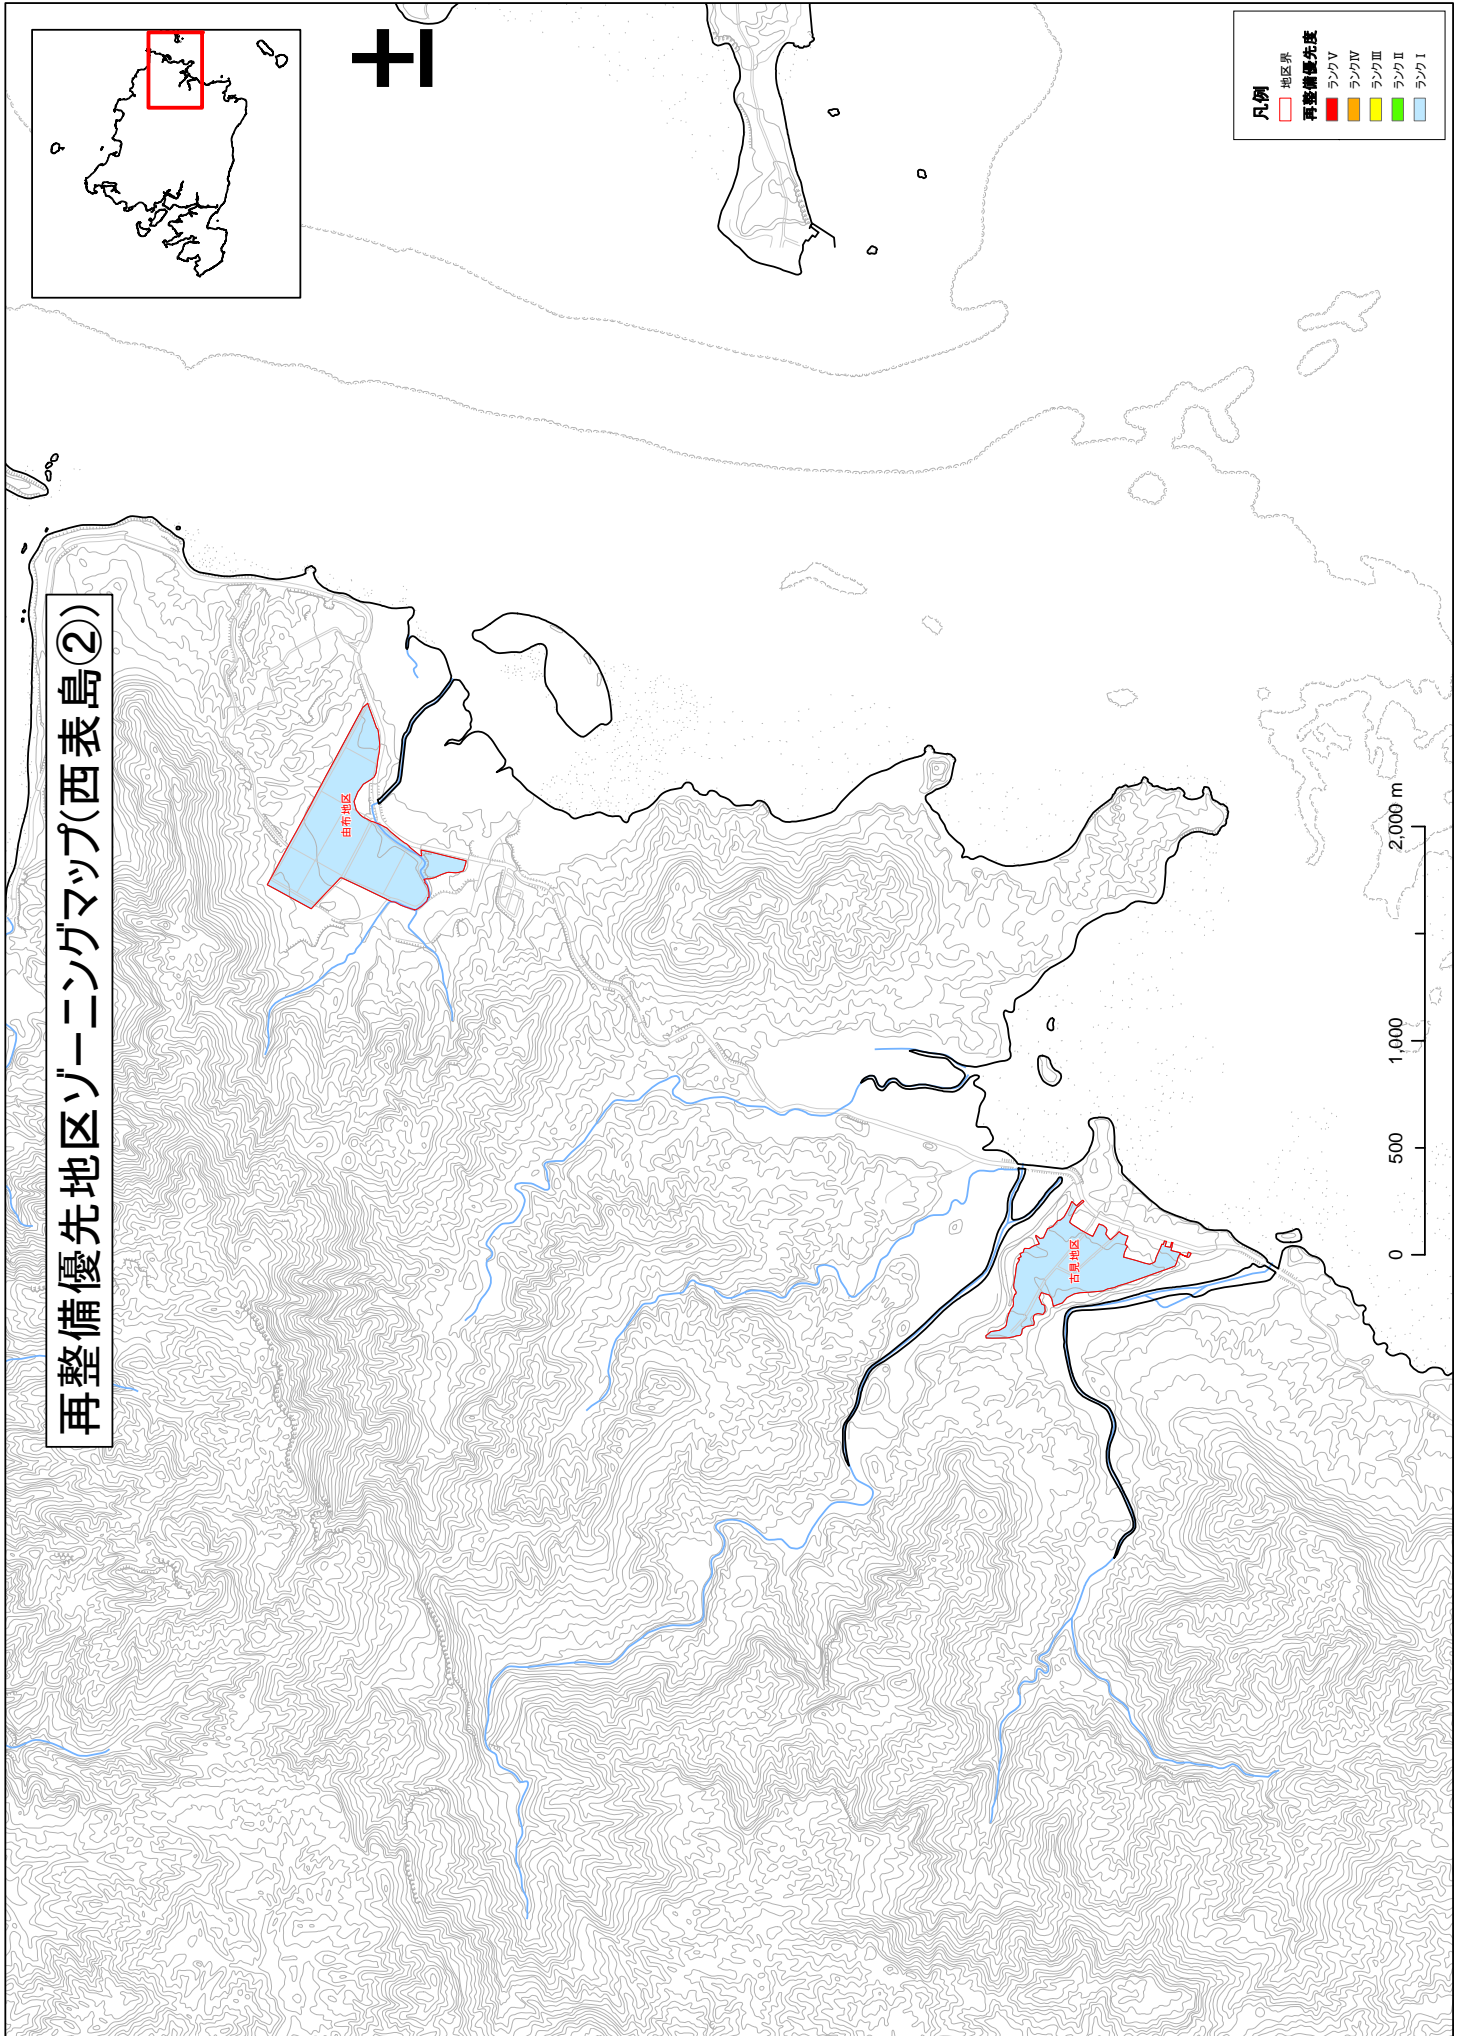 再整備優先地区ゾーニングマップ(西表島②)
凡例
地区界
再整備優先度
ランクⅤ
ランクⅣ
ランクⅢ
ランクⅡ
ランクⅠ
由布地区
古見地区
0 500 1,000 2,000 m